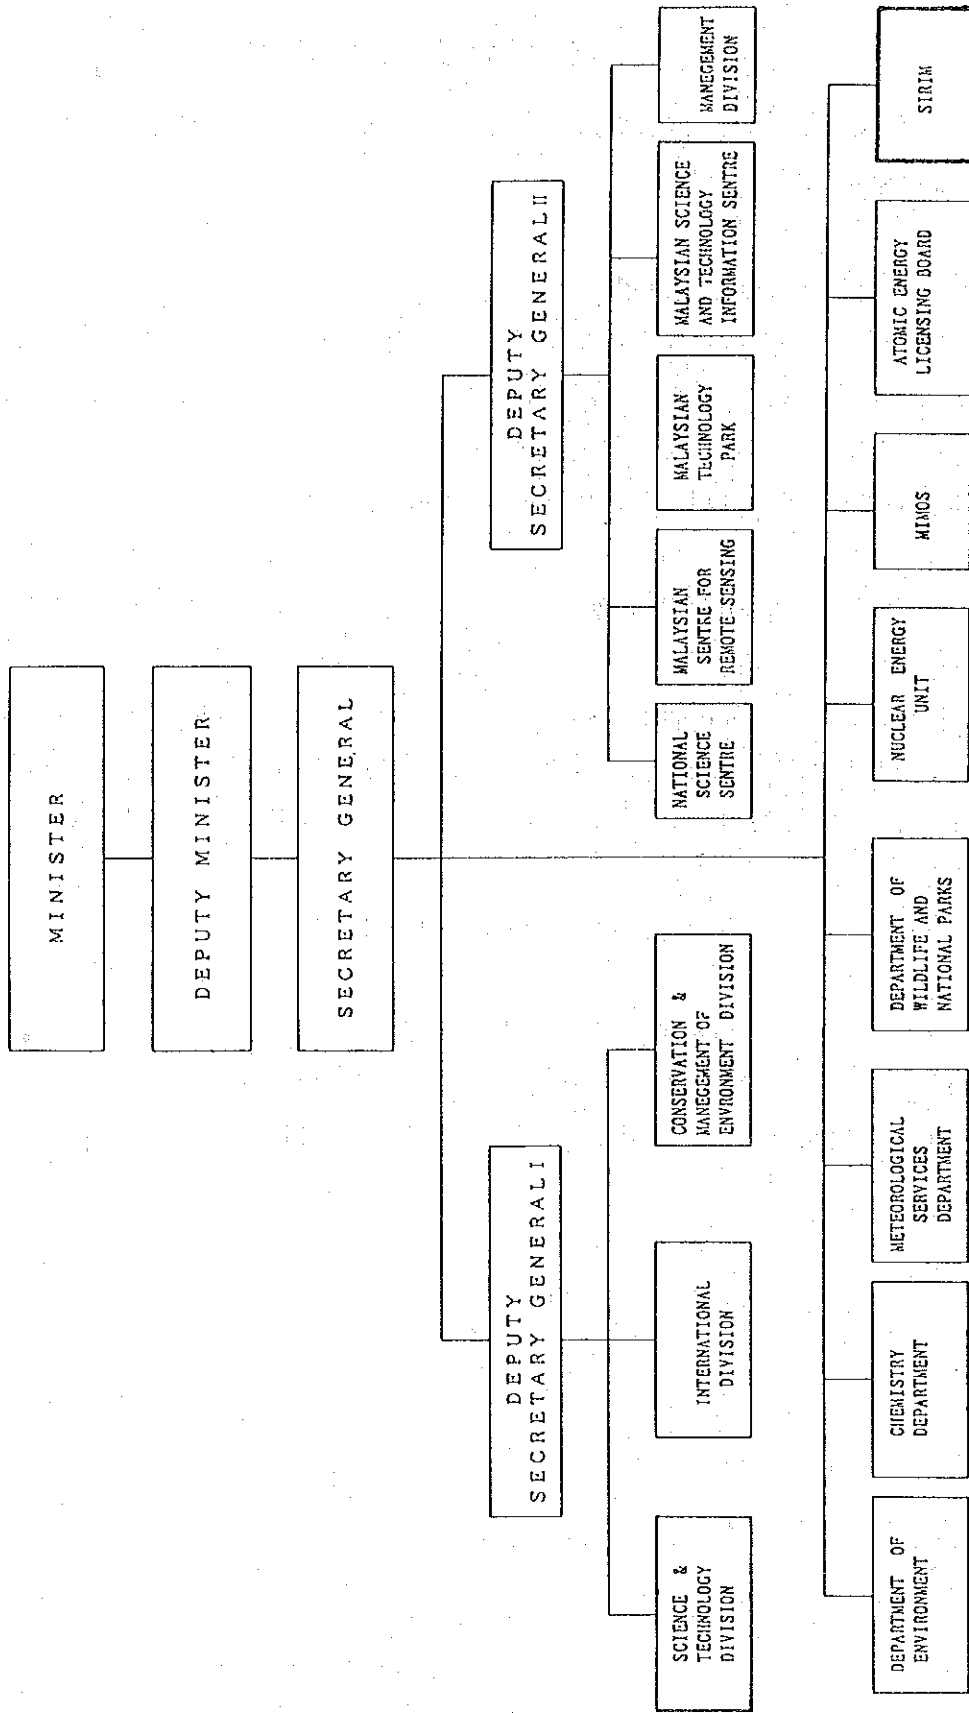 MINISTER
DEPUTY MINISTER
SECRETARY GENERAL
DEPUTY
SECRETARY GENERAL I
DEPUTY
SECRETARY GENERAL II
SCIENCE &
TECHNOLOGY
DIVISION
INTERNATIONAL
DIVISION
CONSERVATION &
MANEGEMENT OF
ENVRONMENT DIVISION
NATIONAL
SCIENCE
SENTRE
MALAYSIAN
SENTRE FOR
REMOTE SENSING
MALAYSIAN
TECHNOLOGY
PARK
MALAYSIAN SCIENCE
AND TECHNOLOGY
INFORMATION SENTRE
MANEGEMENT
DIVISION
DEPARTMENT OF
ENVIRONMENT
CHEMISTRY
DEPARTMENT
METEOROLOGICAL
SERVICES
DEPARTMENT
DEPARTMENT OF
WILDLIFE AND
NATIONAL PARKS
NUCLEAR ENERGY
UNIT
MIMOS
ATOMIC ENERGY
LICENSING BOARD
SIRIM